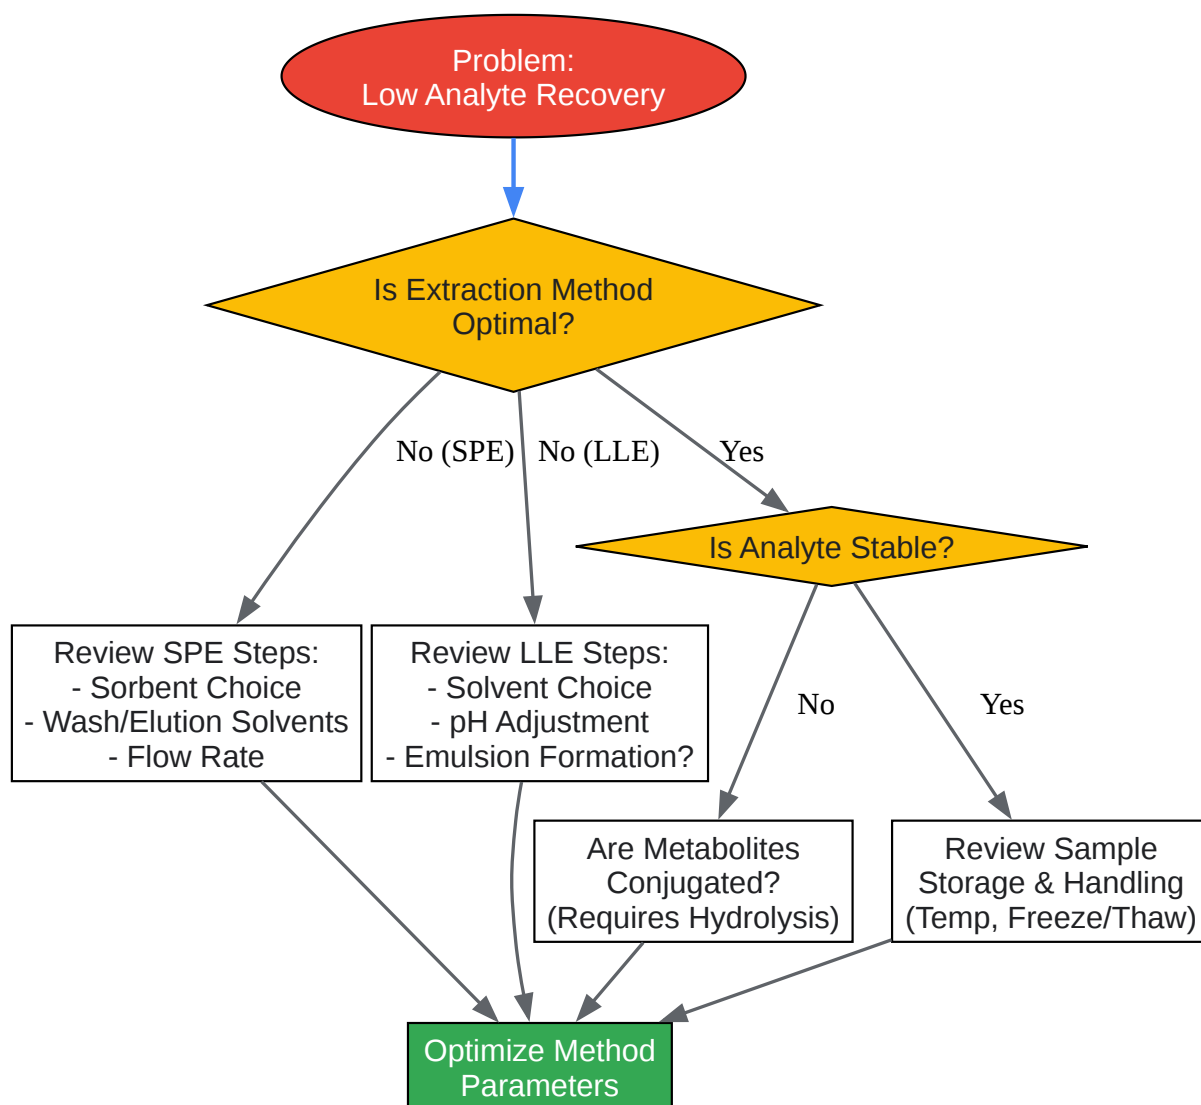 Problem:
Low Analyte Recovery
Is Extraction Method
Optimal?
No (SPE)
No (LLE)
Yes
Is Analyte Stable?
Review SPE Steps:
- Sorbent Choice
- Wash/Elution Solvents
- Flow Rate
Review LLE Steps:
- Solvent Choice
- pH Adjustment
- Emulsion Formation?
No
Yes
Are Metabolites
Conjugated?
(Requires Hydrolysis)
Review Sample
Storage & Handling
(Temp, Freeze/Thaw)
Optimize Method
Parameters